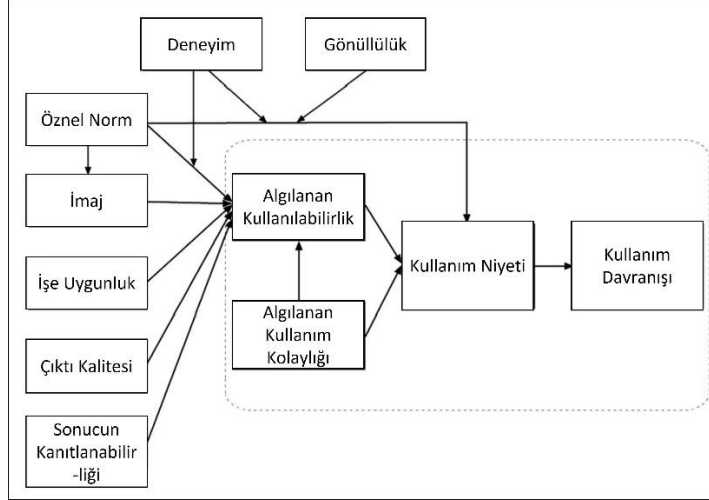 Deneyim
Gönüllülük
Öznel Norm
İmaj
İşe Uygunluk
Çıktı Kalitesi
Sonucun
Kanıtlanabilir
-liği
Algılanan
Kullanılabilirlik
Algılanan
Kullanım
Kolaylığı
Kullanım Niyeti
Kullanım
Davranışı